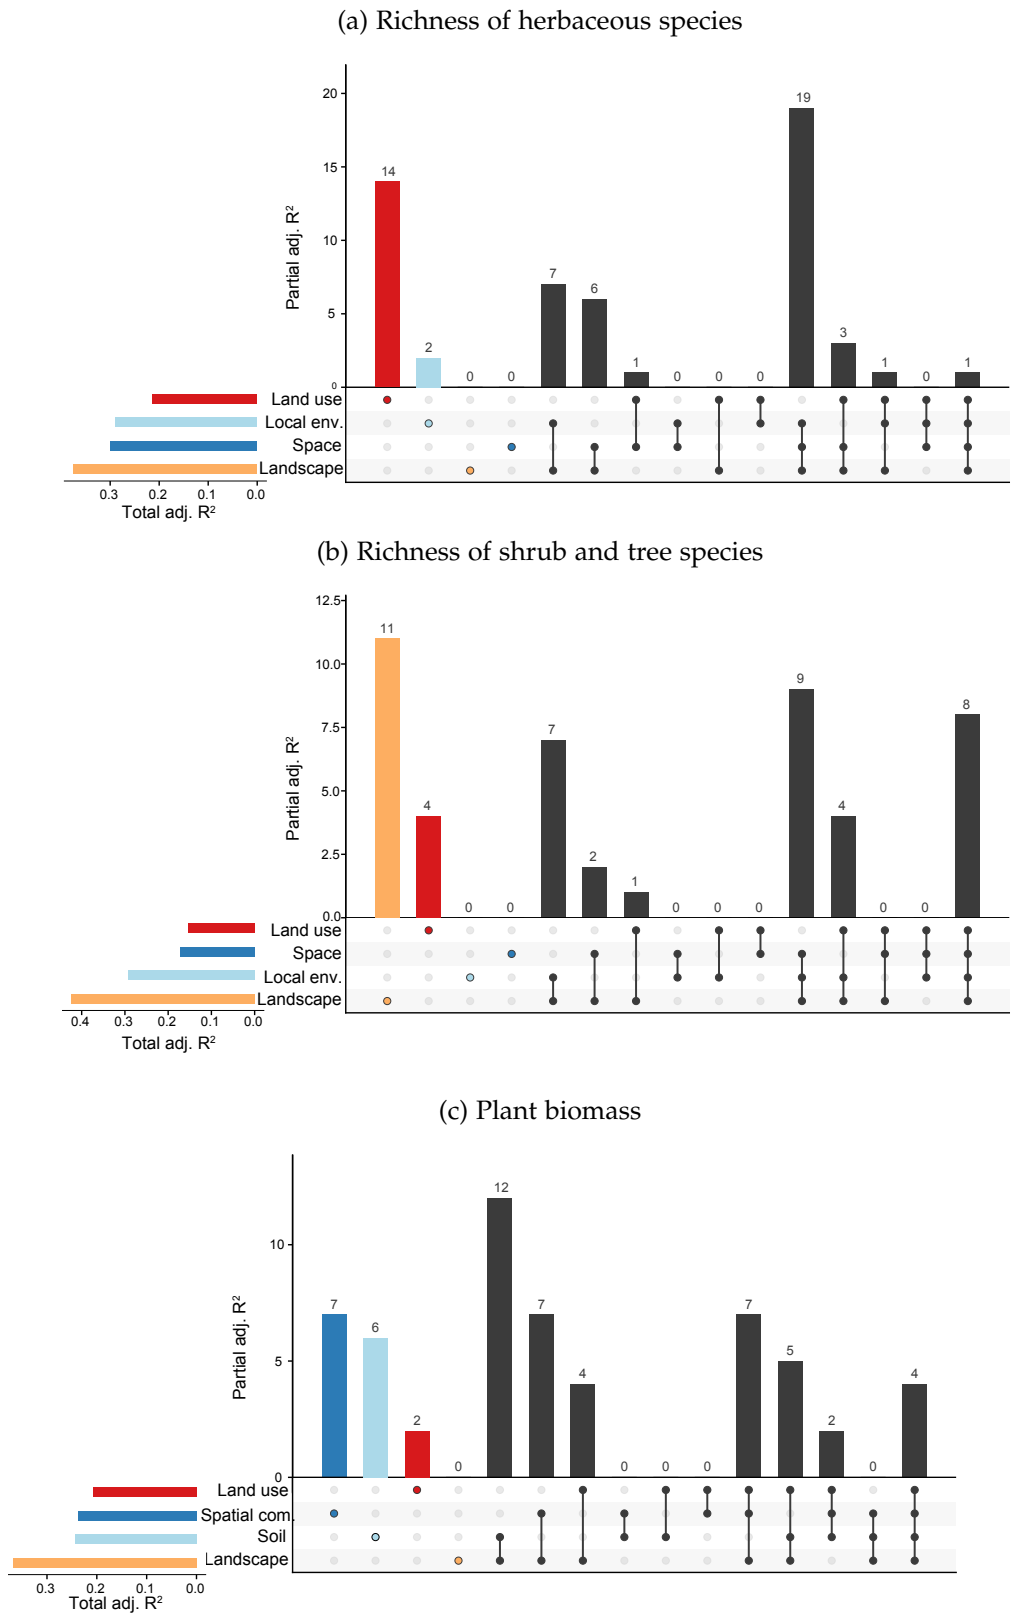 (a) Richness of herbaceous species
20
15
10
5
0
Partial adj. R²
14
2
0
0
7
6
1
0
0
0
19
3
1
0
1
Land use
Local env.
Space
Landscape
0.3 0.2 0.1 0.0
Total adj. R²
(b) Richness of shrub and tree species
12.5
10.0
7.5
5.0
2.5
0.0
Partial adj. R²
11
4
0
0
7
2
1
0
0
0
9
4
0
0
8
Land use
Space
Local env.
Landscape
0.4 0.3 0.2 0.1 0.0
Total adj. R²
(c) Plant biomass
10
5
0
Partial adj. R²
7
6
2
0
12
7
4
0
0
0
7
5
2
0
4
Land use
Spatial com.
Soil
Landscape
0.3 0.2 0.1 0.0
Total adj. R²